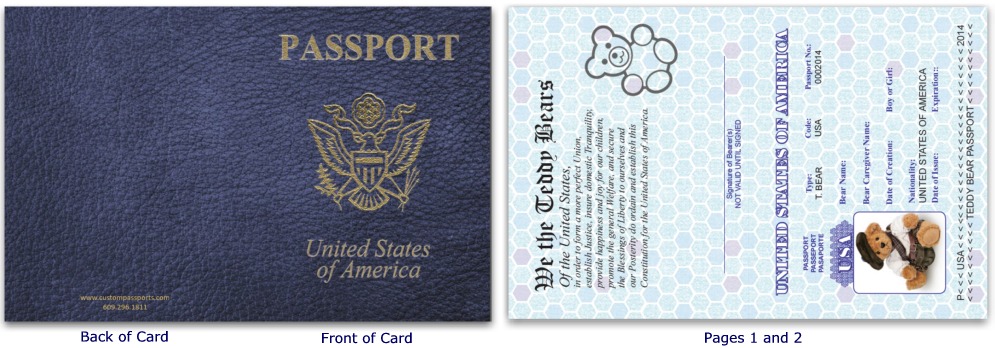 PASSPORT
United States
of America
www.custompassports.com
609.296.1811
Back of Card
Front of Card
We the Teddy Bears
Of the United States,
in order to form a more perfect Union,
establish Justice, insure domestic Tranquility,
provide happiness and joy for our children,
promote the general Welfare, and secure
the Blessings of Liberty to ourselves and
our Posterity do ordain and establish this
Constitution for the United States of America
Signature of Bearer(s)
NOT VALID UNTIL SIGNED
UNITED STATES OF AMERICA
PASSPORT
PASSEPORT
PASAPORTE
USA
Type: Code: Passport No.:
T. BEAR USA 0002014
Bear Name:
Bear Caregiver Name:
Date of Creation: Boy or Girl:
Nationality:
UNITED STATES OF AMERICA
Date of Issue: Expiration::
P< < < USA < < < < < < < < < < < < < < < < < < < < < < < 2014
< < < < < < < < TEDDY BEAR PASSPORT < < < < < < < <
Pages 1 and 2